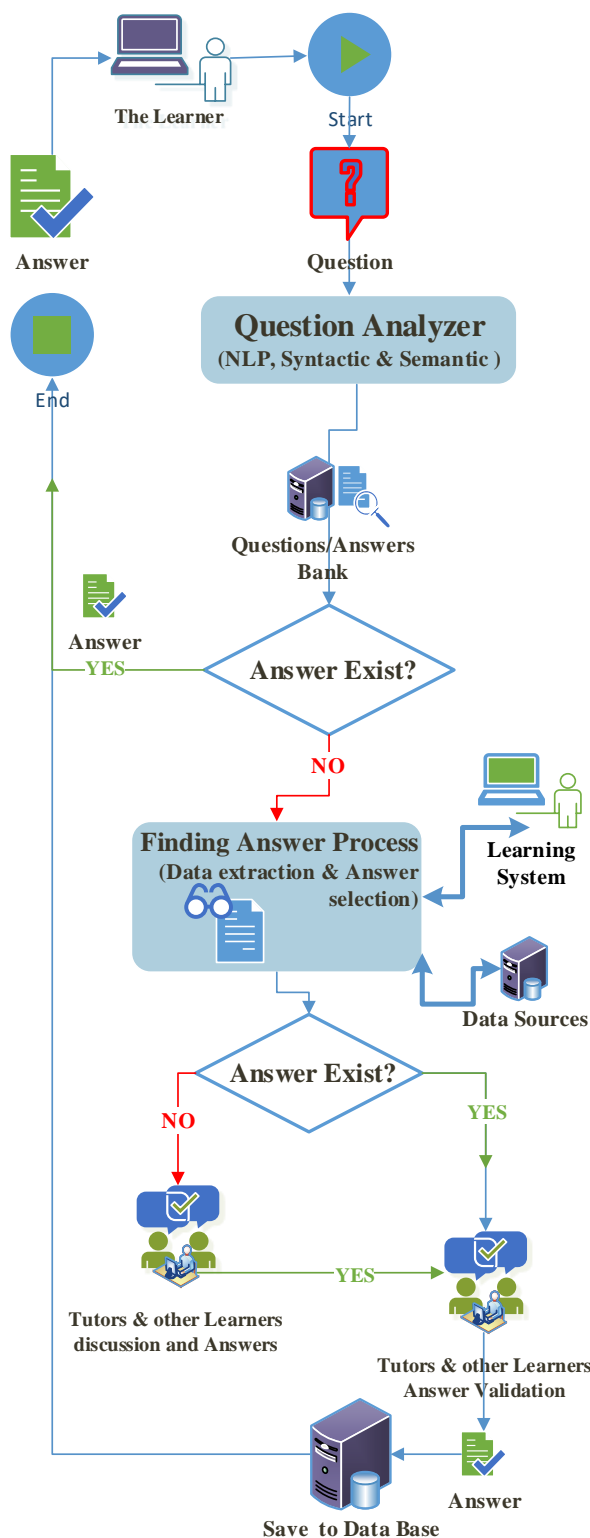 The Learner
Start
Answer
?
Question
End
Question Analyzer
(NLP, Syntactic & Semantic )
Questions/Answers
Bank
Answer
YES
Answer Exist?
NO
Finding Answer Process
(Data extraction & Answer
selection)
Learning
System
Data Sources
Answer Exist?
NO
YES
YES
Tutors & other Learners
discussion and Answers
Tutors & other Learners
Answer Validation
Answer
Save to Data Base